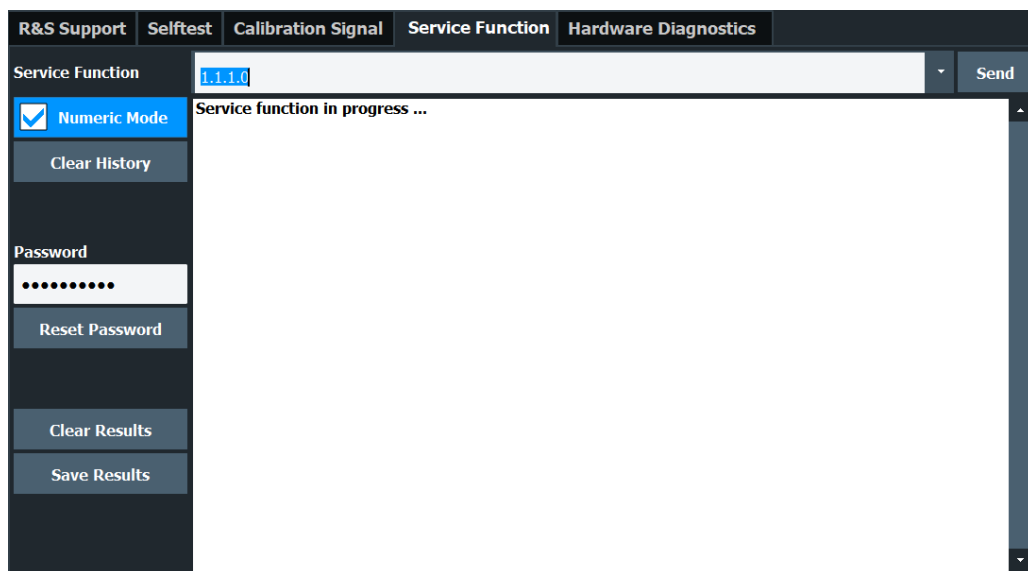 R&S Support Selftest Calibration Signal Service Function Hardware Diagnostics
Service Function 1.1.1.0 Send
Numeric Mode
Service function in progress ...
Clear History
Password
••••••••••
Reset Password
Clear Results
Save Results